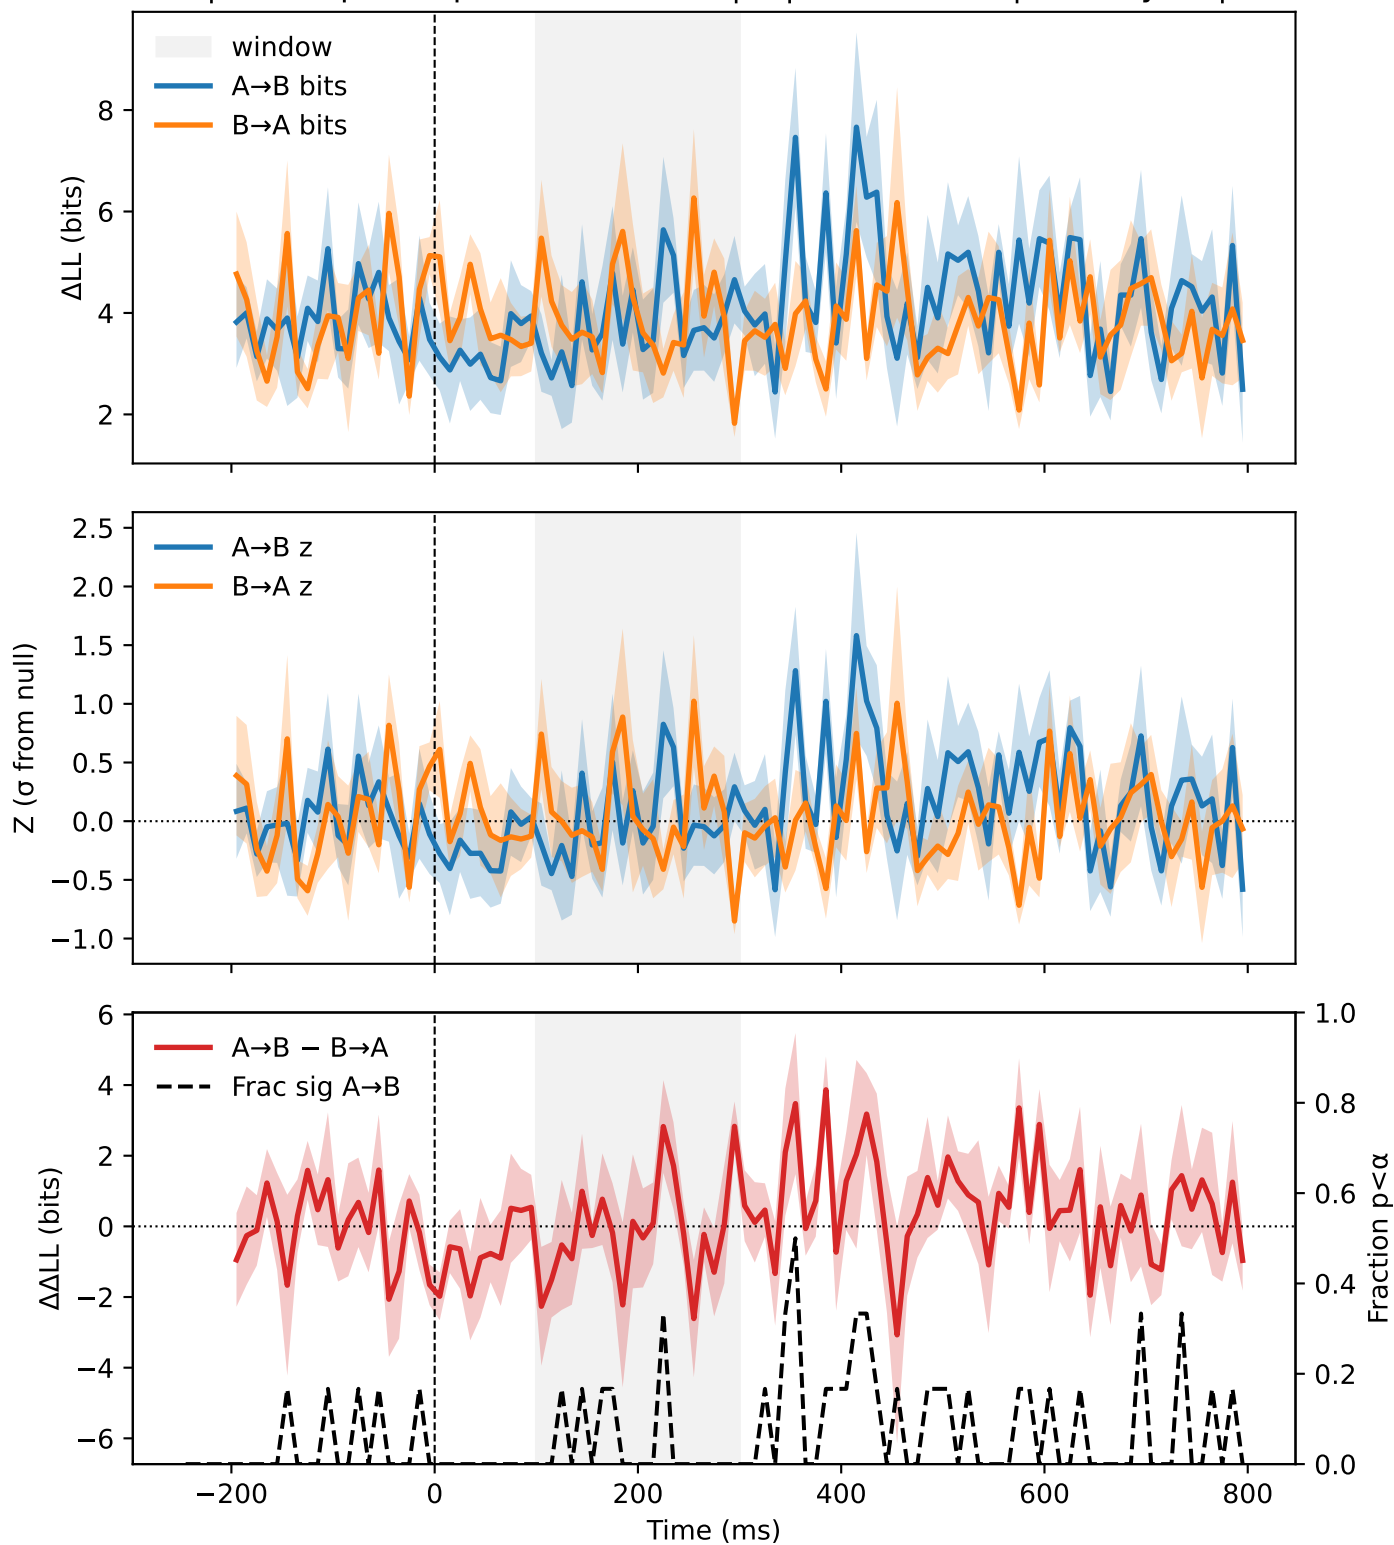 window
A→B bits
B→A bits
ΔLL (bits)
8
6
4
2
A→B z
B→A z
Z (σ from null)
2.5
2.0
1.5
1.0
0.5
0.0
−0.5
−1.0
A→B − B→A
Frac sig A→B
ΔΔLL (bits)
6
4
2
0
−2
−4
−6
1.0
0.8
0.6
0.4
0.2
0.0
Fraction p<α
−200
0
200
400
600
800
Time (ms)